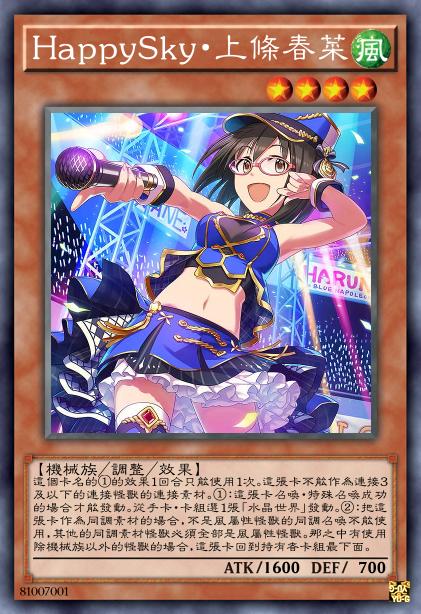 HappySky・上條春菜 風
HARUN
BLUE NAPOLEO
【機械族／調整／效果】
這個卡名的①的效果1回合只能使用1次。這張卡不能作為連接3
及以下的連接怪獸的連接素材。①：這張卡召喚・特殊召喚成功
的場合才能發動。從手卡・卡組選1張「水晶世界」發動。②：把這
張卡作為同調素材的場合，不是風屬性怪獸的同調召喚不能使
用，其他的同調素材怪獸必須全部是風屬性怪獸。那之中有使用
除機械族以外的怪獸的場合，這張卡回到持有者卡組最下面。
ATK/1600 DEF/ 700
81007001